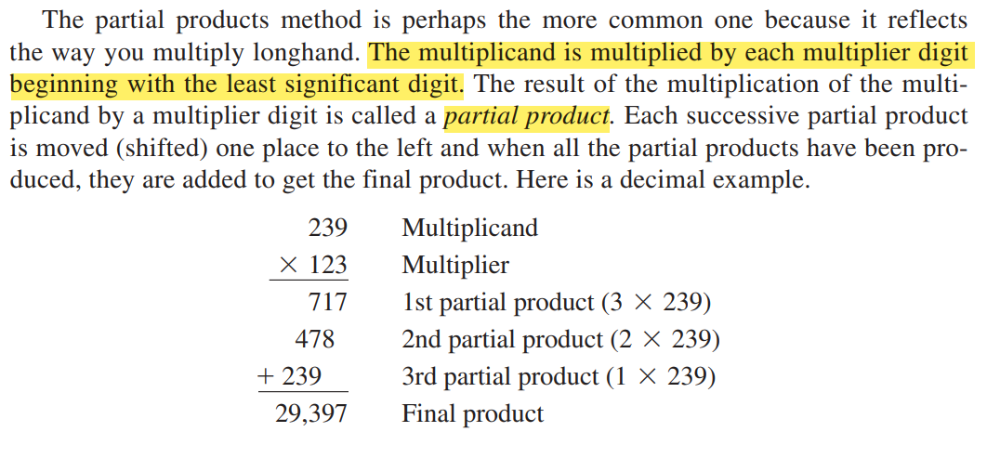 The partial products method is perhaps the more common one because it reflects
the way you multiply longhand. The multiplicand is multiplied by each multiplier digit
beginning with the least significant digit. The result of the multiplication of the multi-
plicand by a multiplier digit is called a partial product. Each successive partial product
is moved (shifted) one place to the left and when all the partial products have been pro-
duced, they are added to get the final product. Here is a decimal example.
239 Multiplicand
× 123 Multiplier
717 1st partial product (3 × 239)
478 2nd partial product (2 × 239)
+ 239 3rd partial product (1 × 239)
29,397 Final product